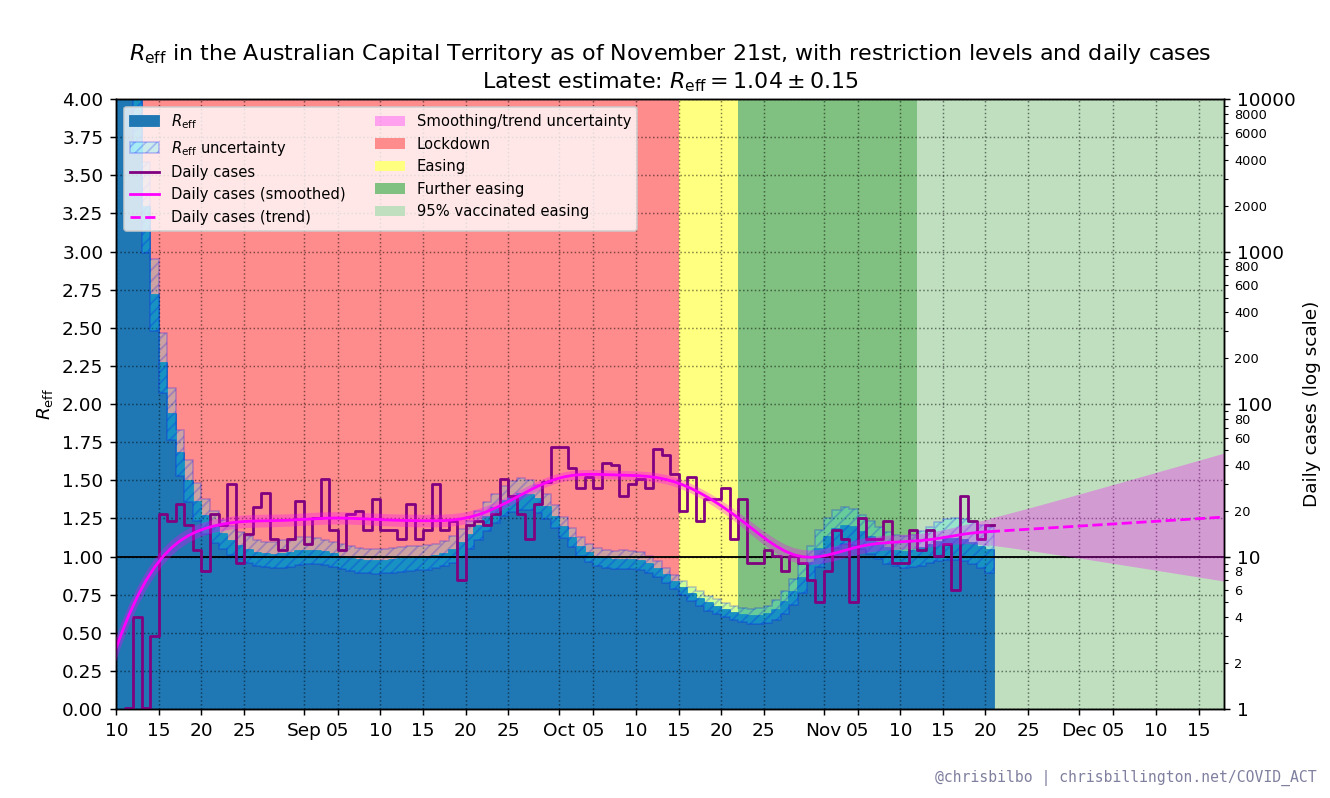 R_eff in the Australian Capital Territory as of November 21st, with restriction levels and daily cases
Latest estimate: R_eff = 1.04 ± 0.15
R_eff
R_eff uncertainty
Daily cases
Daily cases (smoothed)
Daily cases (trend)
Smoothing/trend uncertainty
Lockdown
Easing
Further easing
95% vaccinated easing
R_eff
4.00
3.75
3.50
3.25
3.00
2.75
2.50
2.25
2.00
1.75
1.50
1.25
1.00
0.75
0.50
0.25
0.00
10000
8000
6000
4000
2000
1000
800
600
400
200
100
80
60
40
20
10
8
6
4
2
1
Daily cases (log scale)
10 15 20 25 Sep 05 10 15 20 25 Oct 05 10 15 20 25 Nov 05 10 15 20 25 Dec 05 10 15
@chrisbilbo | chrisbillington.net/COVID_ACT